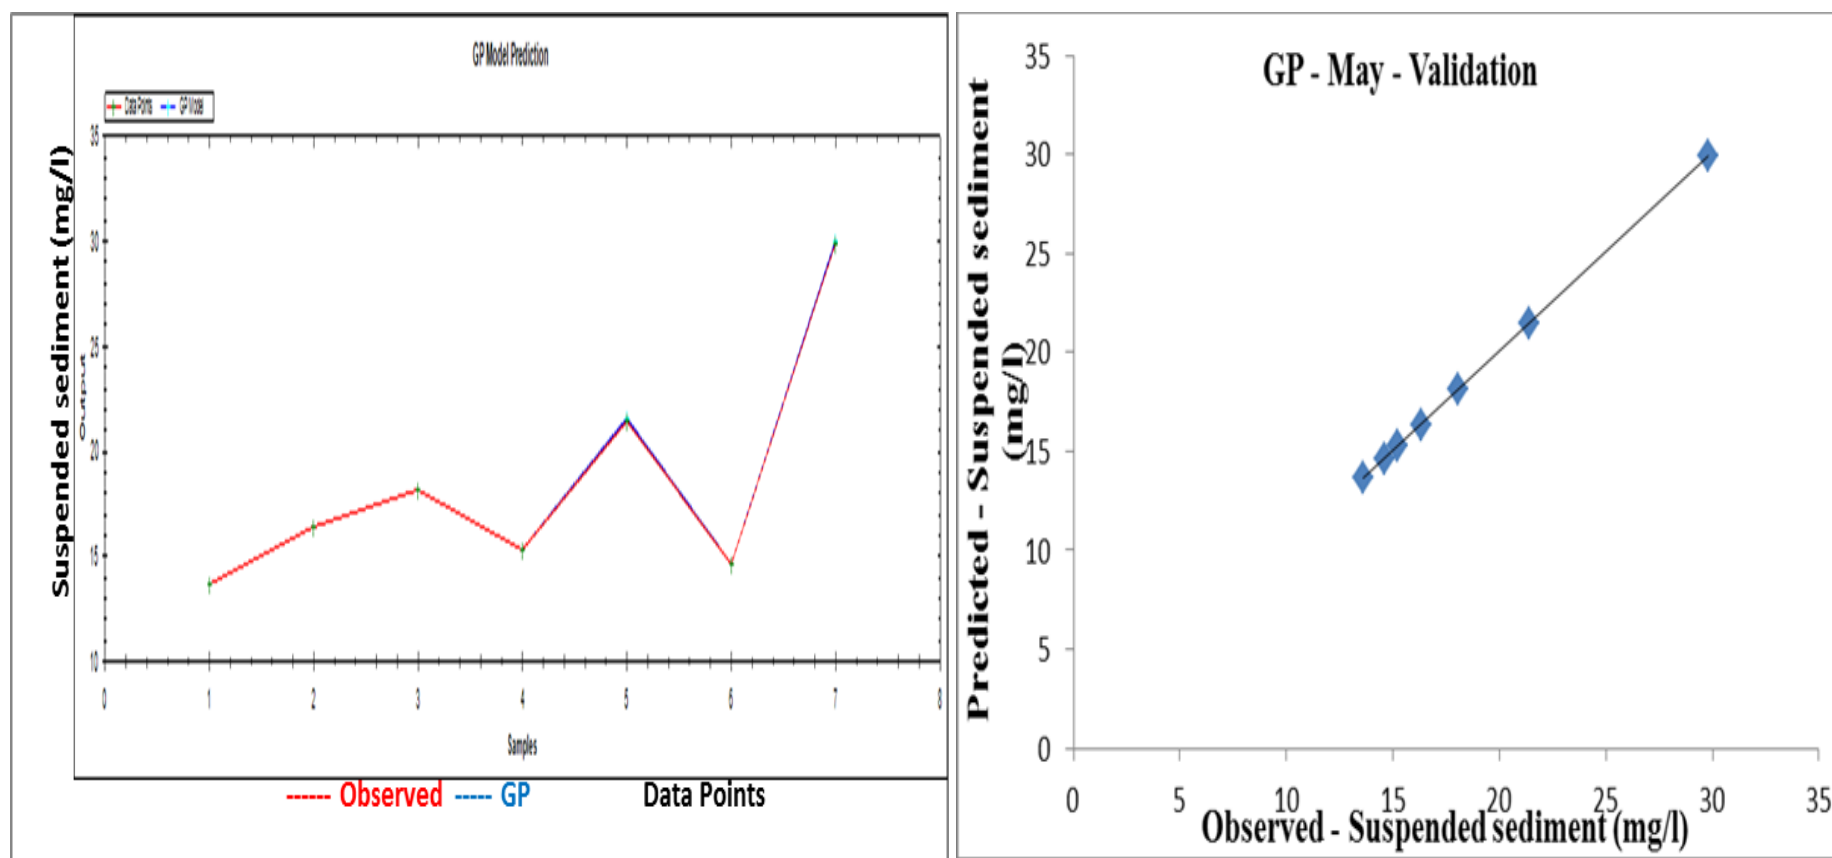 GP Model Prediction
Data Points GP Model
Suspended sediment (mg/l)
Output
35
30
25
20
15
10
0 1 2 3 4 5 6 7 8
Samples
------ Observed ----- GP Data Points
GP - May - Validation
Predicted - Suspended sediment
(mg/l)
35
30
25
20
15
10
5
0
0 5 10 15 20 25 30 35
Observed - Suspended sediment (mg/l)